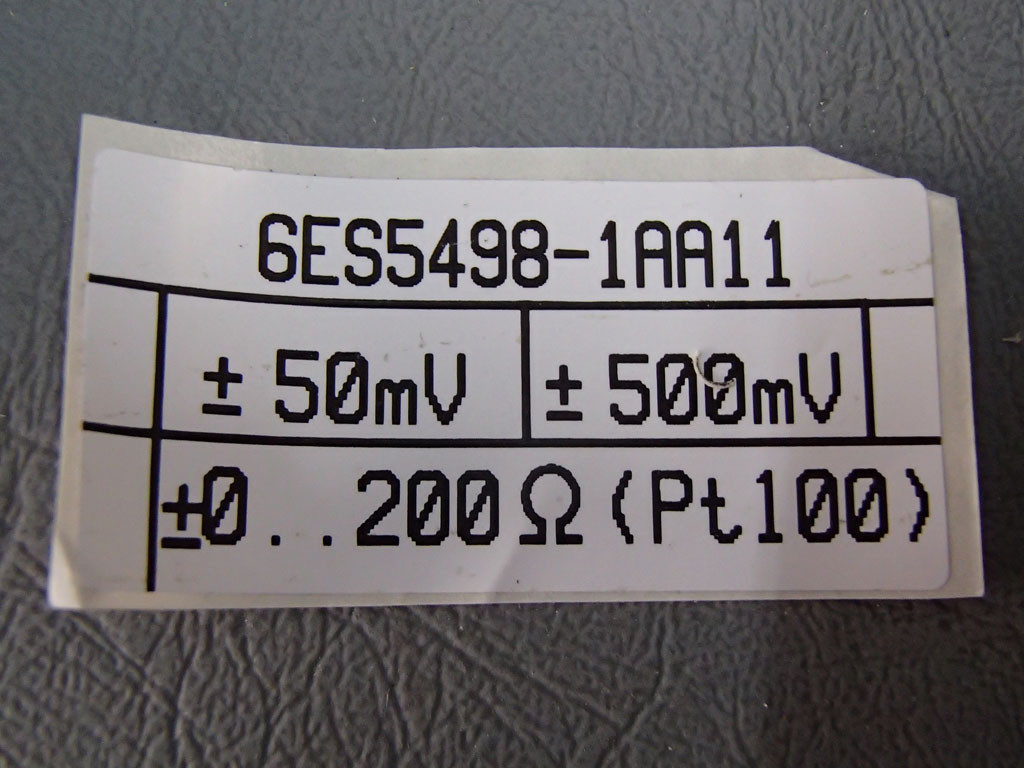 6ES5498-1AA11
± 50mV ± 500mV
±0..200Ω(Pt100)